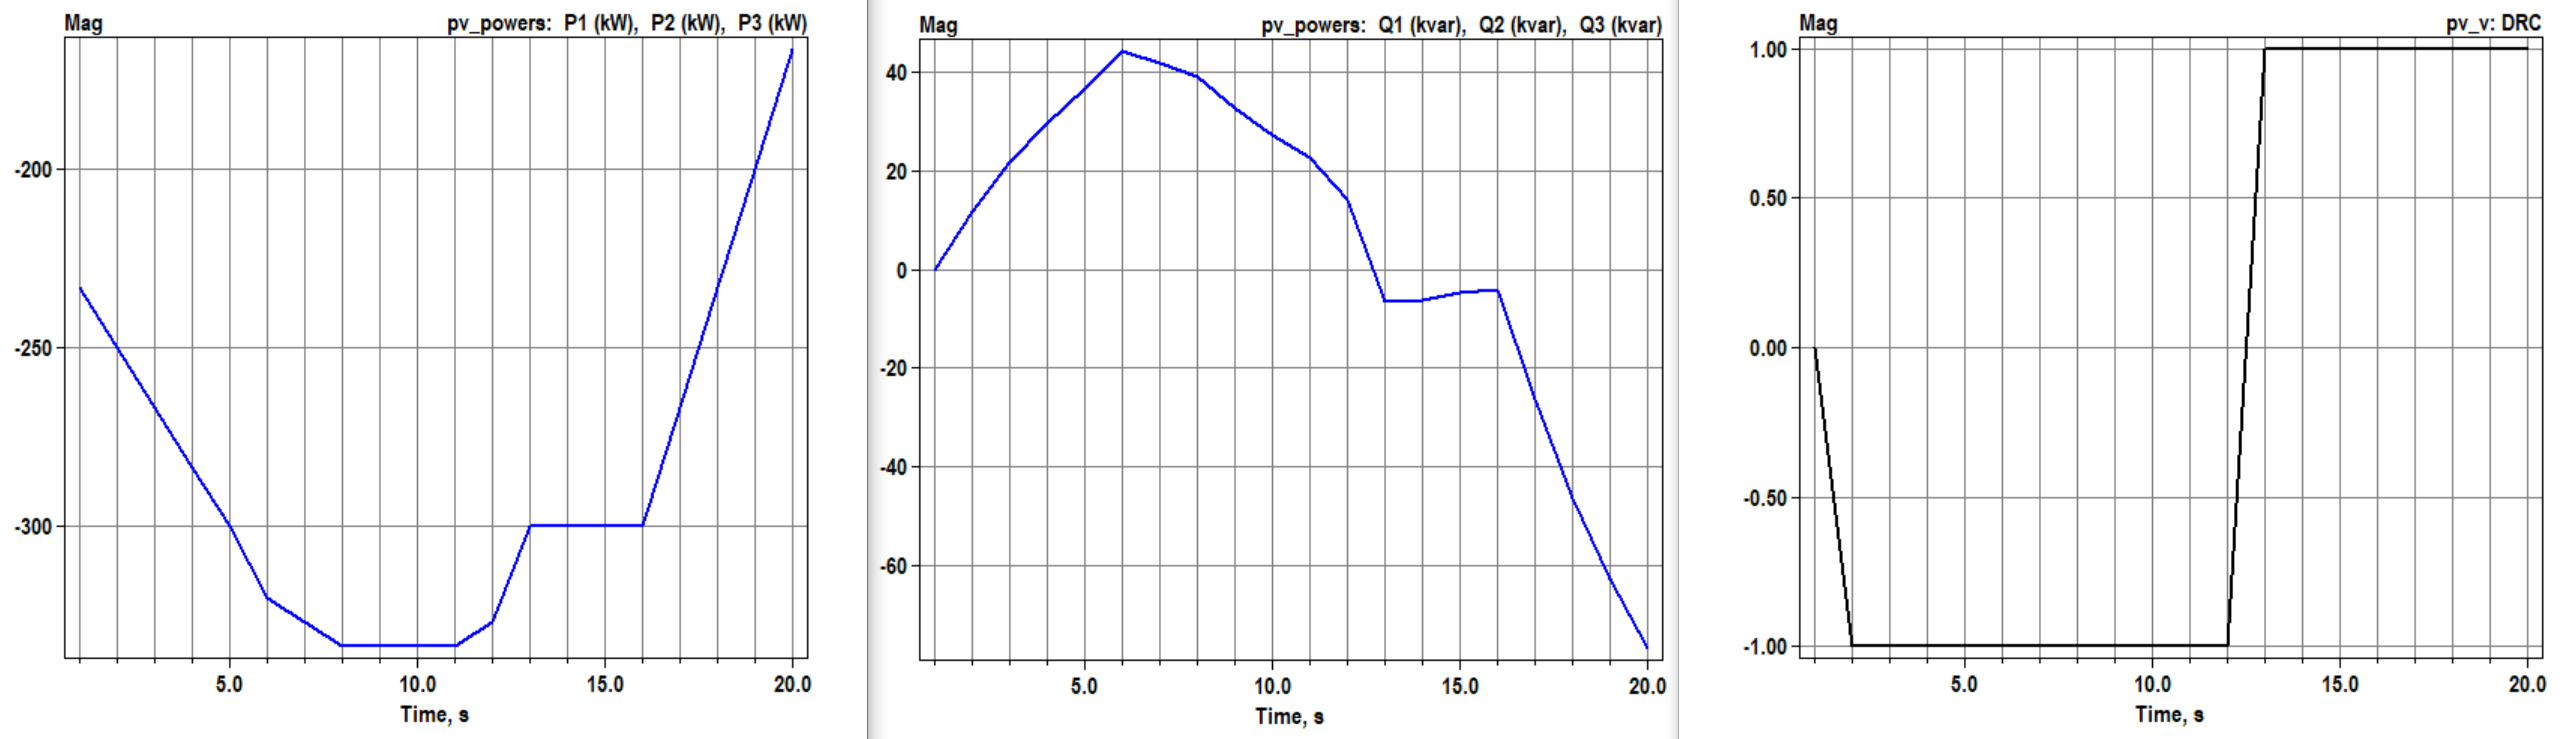 Mag pv_powers: P1 (kW), P2 (kW), P3 (kW)
-200
-250
-300
5.0 10.0 15.0 20.0
Time, s
Mag pv_powers: Q1 (kvar), Q2 (kvar), Q3 (kvar)
40
20
0
-20
-40
-60
5.0 10.0 15.0 20.0
Time, s
Mag pv_v: DRC
1.00
0.50
0.00
-0.50
-1.00
5.0 10.0 15.0 20.0
Time, s